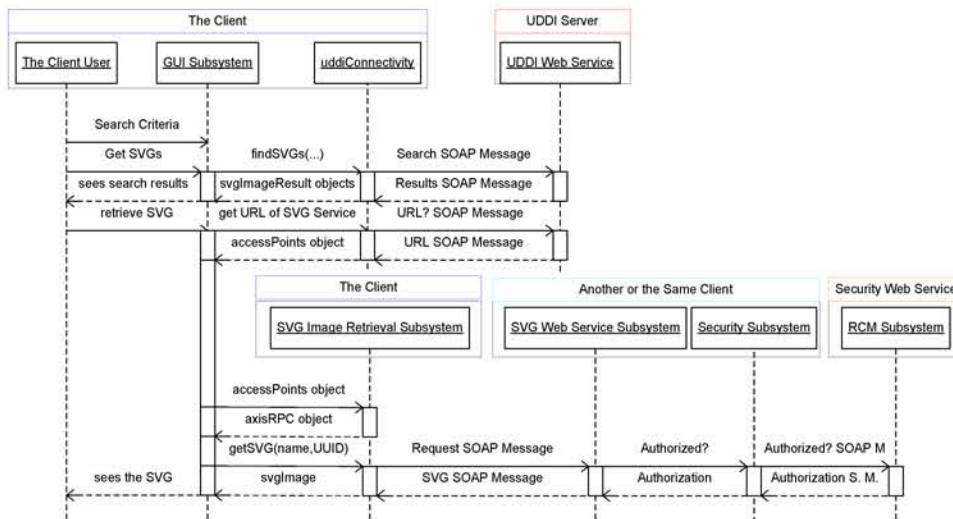 The Client
UDDI Server
The Client User
GUI Subsystem
uddiConnectivity
UDDI Web Service
Search Criteria
Get SVGs
findSVGs(...)
Search SOAP Message
sees search results
svgImageResult objects
Results SOAP Message
retrieve SVG
get URL of SVG Service
URL? SOAP Message
accessPoints object
URL SOAP Message
The Client
Another or the Same Client
Security Web Service
SVG Image Retrieval Subsystem
SVG Web Service Subsystem
Security Subsystem
RCM Subsystem
accessPoints object
axisRPC object
getSVG(name,UUID)
Request SOAP Message
Authorized?
Authorized? SOAP M
sees the SVG
svgImage
SVG SOAP Message
Authorization
Authorization S. M.